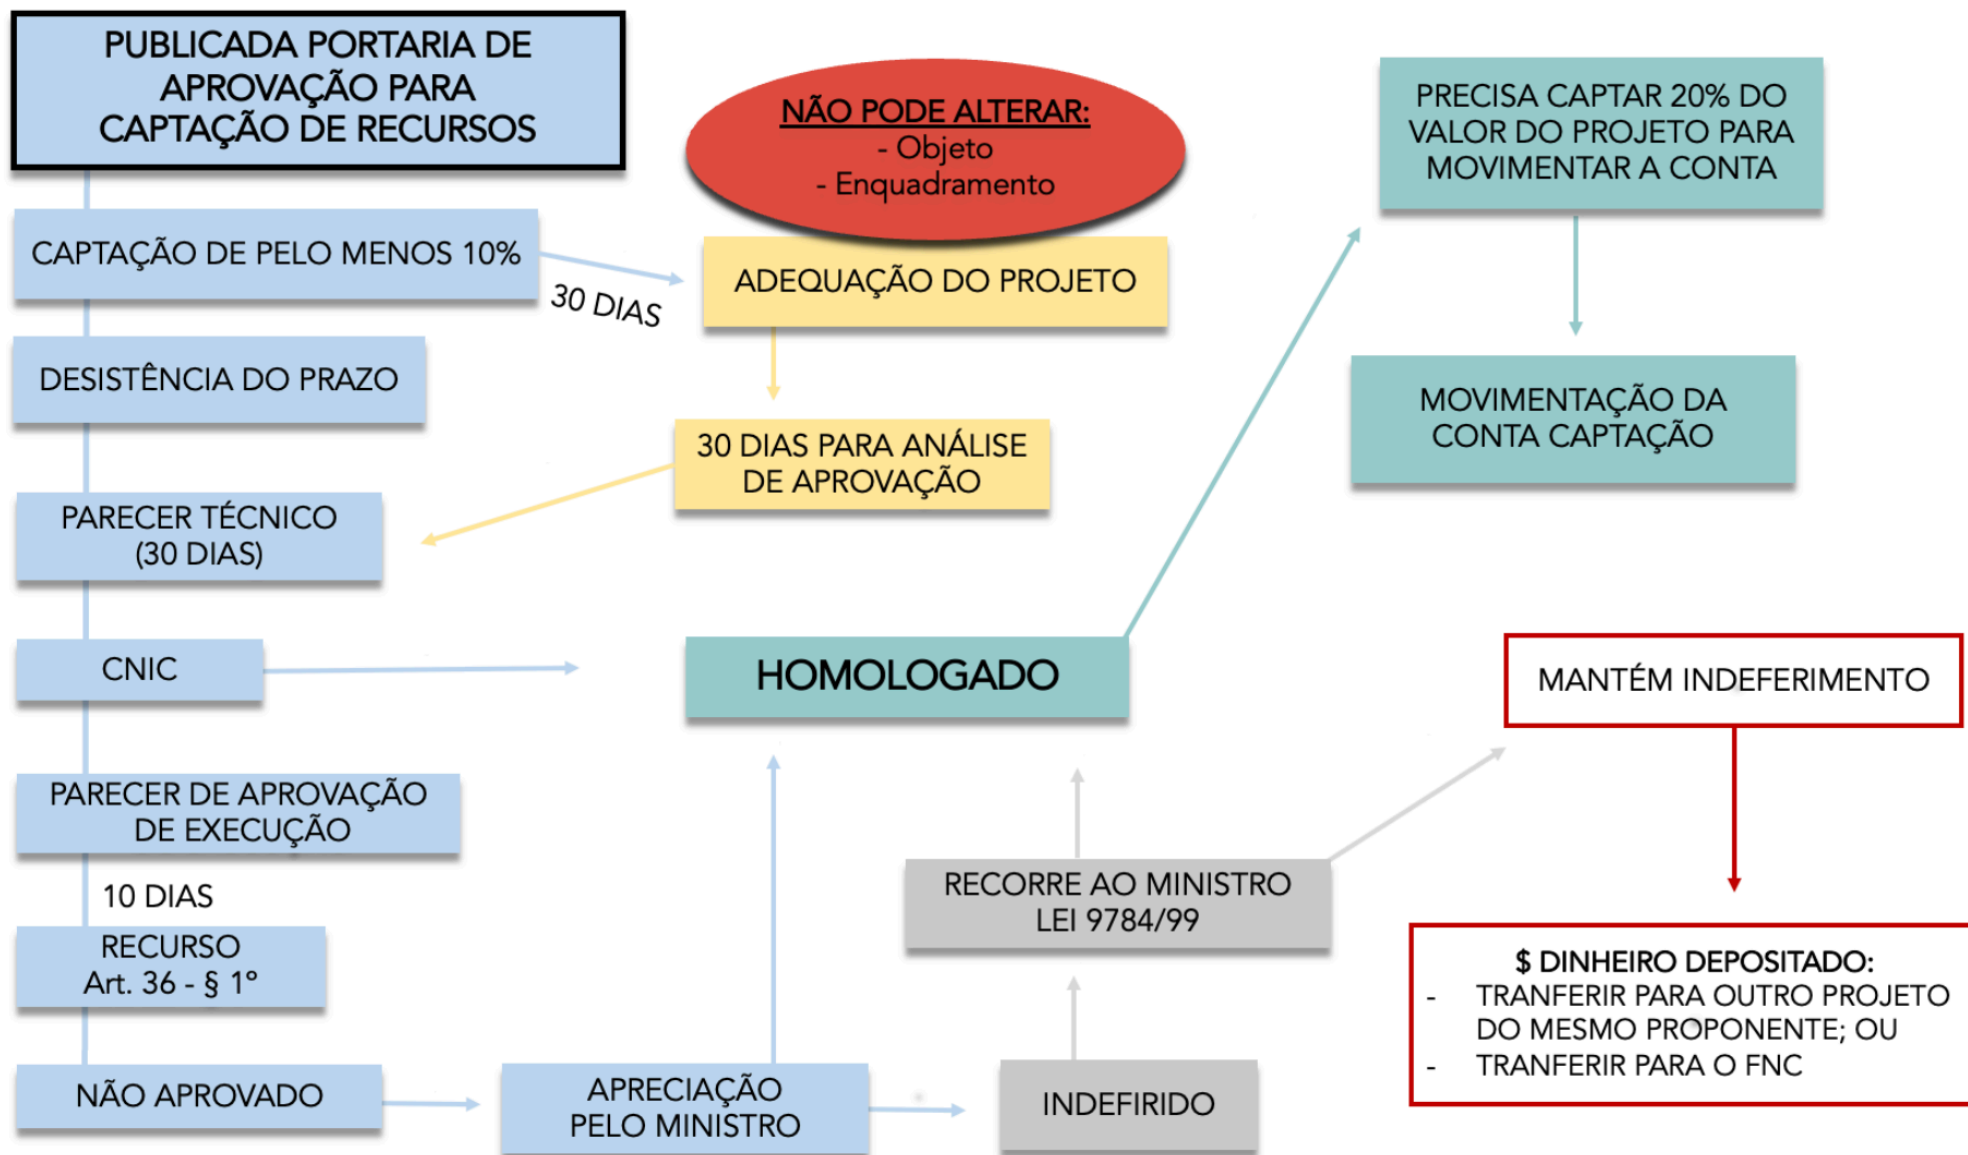 PUBLICADA PORTARIA DE
APROVAÇÃO PARA
CAPTAÇÃO DE RECURSOS
CAPTAÇÃO DE PELO MENOS 10%
30 DIAS
DESISTÊNCIA DO PRAZO
PARECER TÉCNICO
(30 DIAS)
CNIC
PARECER DE APROVAÇÃO
DE EXECUÇÃO
10 DIAS
RECURSO
Art. 36 - § 1º
NÃO APROVADO
NÃO PODE ALTERAR:
- Objeto
- Enquadramento
ADEQUAÇÃO DO PROJETO
30 DIAS PARA ANÁLISE
DE APROVAÇÃO
HOMOLOGADO
APRECIAÇÃO
PELO MINISTRO
RECORRE AO MINISTRO
LEI 9784/99
INDEFIRIDO
PRECISA CAPTAR 20% DO
VALOR DO PROJETO PARA
MOVIMENTAR A CONTA
MOVIMENTAÇÃO DA
CONTA CAPTAÇÃO
MANTÉM INDEFERIMENTO
$ DINHEIRO DEPOSITADO:
- TRANFERIR PARA OUTRO PROJETO
DO MESMO PROPONENTE; OU
- TRANFERIR PARA O FNC